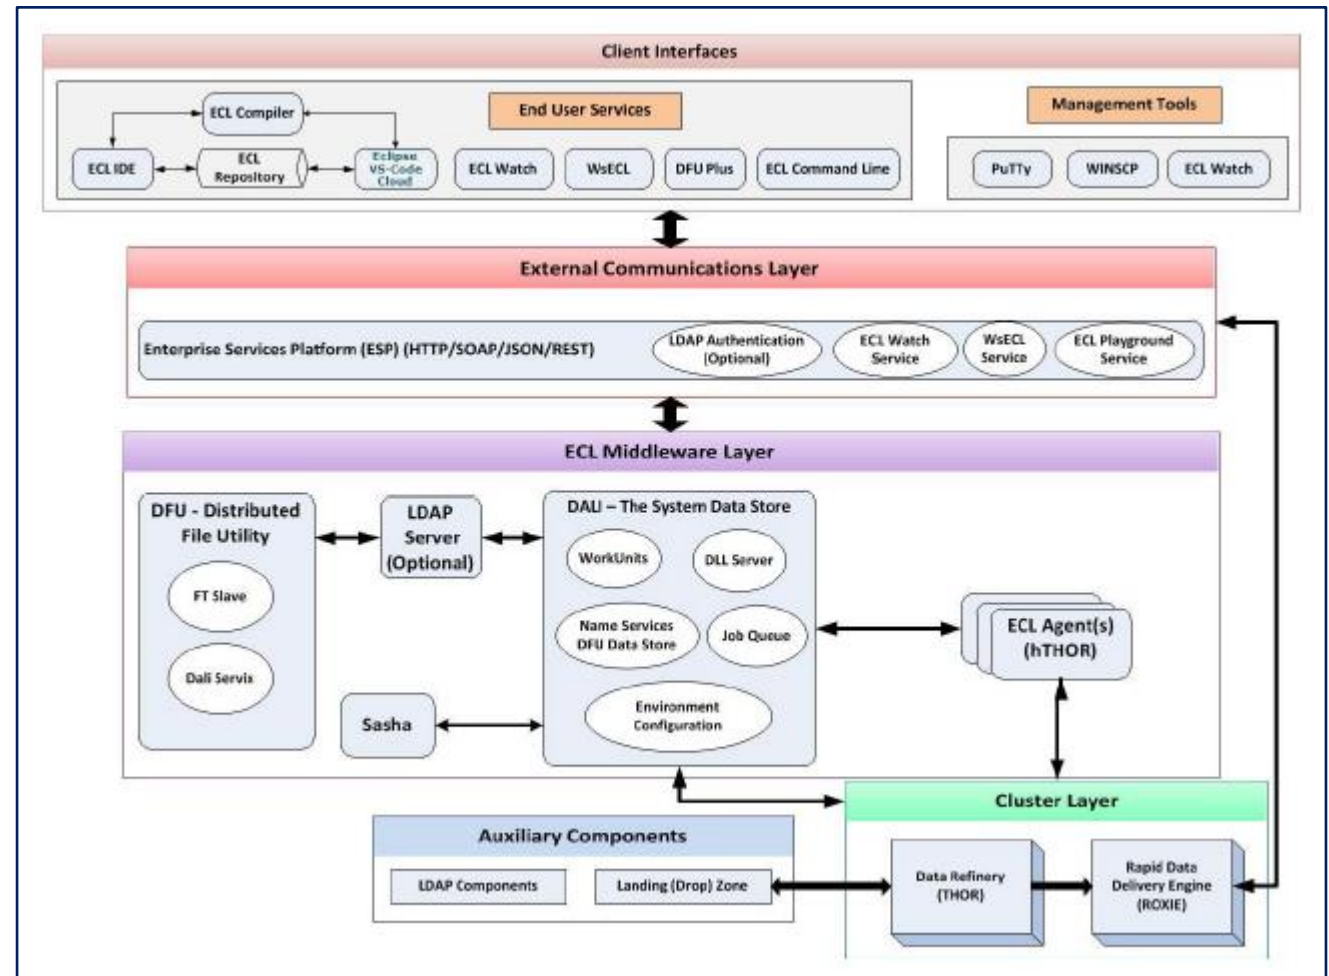 Client Interfaces
End User Services
Management Tools
ECL Compiler
ECL IDE
ECL
Repository
Eclipse
VS-Code
Cloud
ECL Watch
WsECL
DFU Plus
ECL Command Line
PuTTy
WINSCP
ECL Watch
External Communications Layer
Enterprise Services Platform (ESP) (HTTP/SOAP/JSON/REST)
LDAP Authentication
(Optional)
ECL Watch
Service
WsECL
Service
ECL Playground
Service
ECL Middleware Layer
DFU - Distributed
File Utility
FT Slave
Dali Servix
LDAP
Server
(Optional)
Sasha
DALI – The System Data Store
WorkUnits
DLL Server
Name Services
DFU Data Store
Job Queue
Environment
Configuration
ECL Agent(s)
(hTHOR)
Cluster Layer
Data Refinery
(THOR)
Rapid Data
Delivery Engine
(ROXIE)
Auxiliary Components
LDAP Components
Landing (Drop) Zone